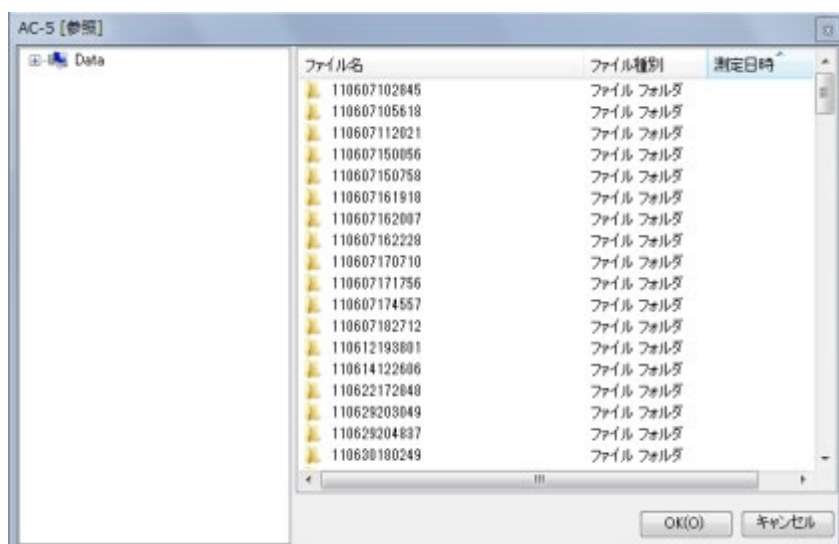 AC-5 [参照]
Data
ファイル名 ファイル種別 測定日時
110607102845 ファイル フォルダ
110607105618 ファイル フォルダ
110607112021 ファイル フォルダ
110607150056 ファイル フォルダ
110607150758 ファイル フォルダ
110607161918 ファイル フォルダ
110607162007 ファイル フォルダ
110607162228 ファイル フォルダ
110607170710 ファイル フォルダ
110607171756 ファイル フォルダ
110607174557 ファイル フォルダ
110607182712 ファイル フォルダ
110612193801 ファイル フォルダ
110614122606 ファイル フォルダ
110622172848 ファイル フォルダ
110629203049 ファイル フォルダ
110629204837 ファイル フォルダ
110630180249 ファイル フォルダ
OK(O) キャンセル